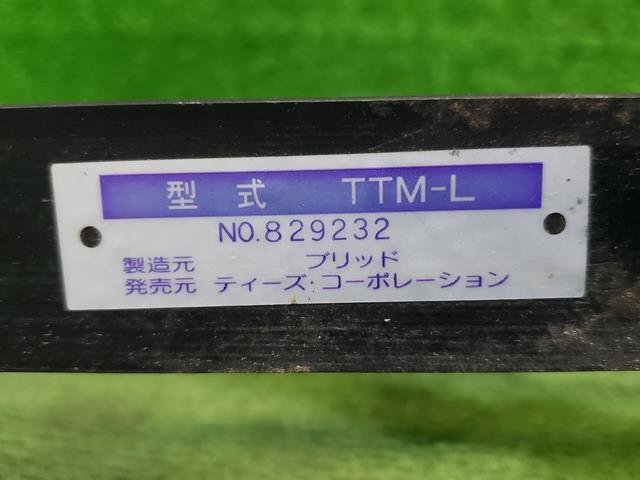 型 式 TTM-L
NO.829232
製造元 ブリッド
発売元 ティーズ・コーポレーション